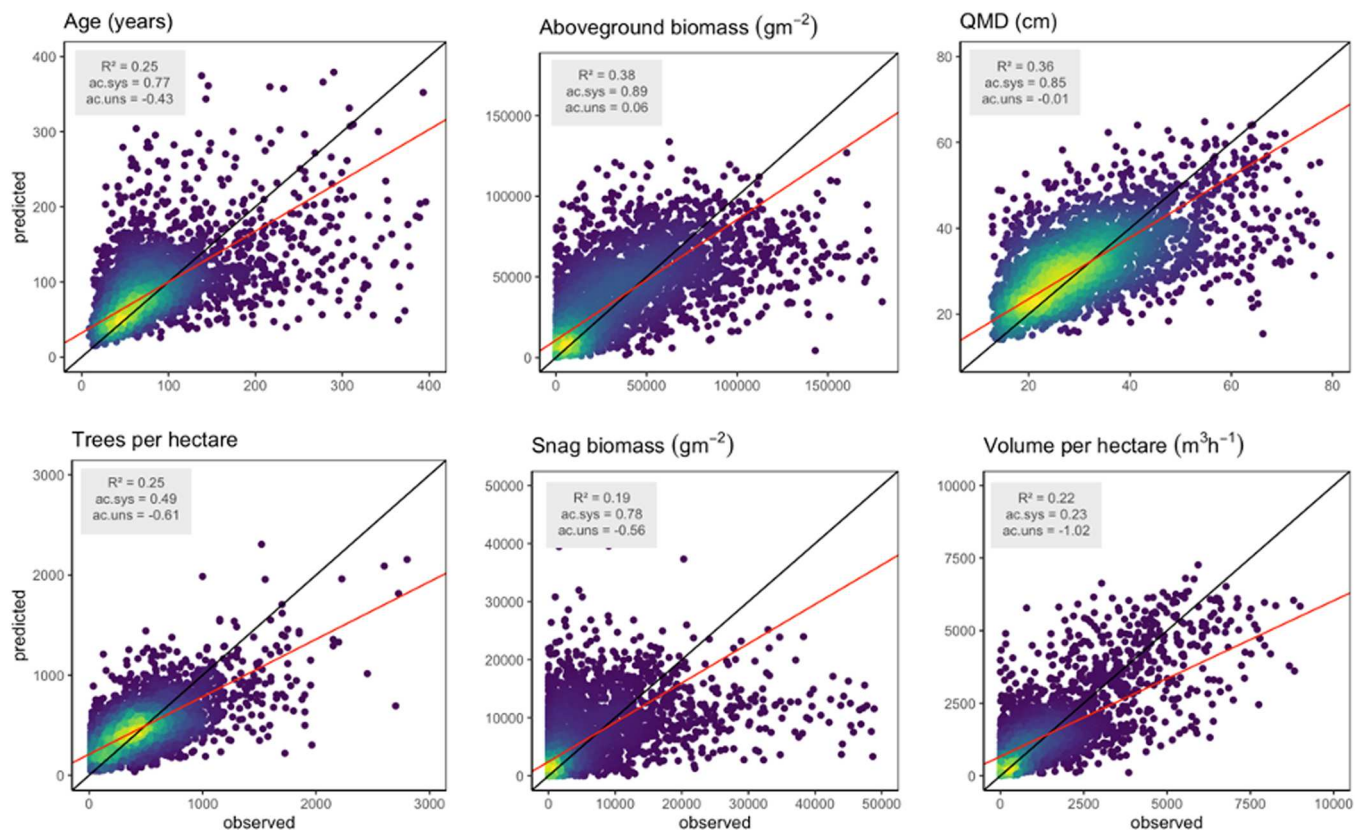 Age (years)
R² = 0.25
ac.sys = 0.77
ac.uns = -0.43
400
300
200
100
0
predicted
0 100 200 300 400
Aboveground biomass (gm⁻²)
R² = 0.38
ac.sys = 0.89
ac.uns = 0.06
150000
100000
50000
0
0 50000 100000 150000
QMD (cm)
R² = 0.36
ac.sys = 0.85
ac.uns = -0.01
80
60
40
20
20 40 60 80
Trees per hectare
R² = 0.25
ac.sys = 0.49
ac.uns = -0.61
3000
2000
1000
0
predicted
0 1000 2000 3000
observed
Snag biomass (gm⁻²)
R² = 0.19
ac.sys = 0.78
ac.uns = -0.56
50000
40000
30000
20000
10000
0
0 10000 20000 30000 40000 50000
observed
Volume per hectare (m³h⁻¹)
R² = 0.22
ac.sys = 0.23
ac.uns = -1.02
10000
7500
5000
2500
0
0 2500 5000 7500 10000
observed